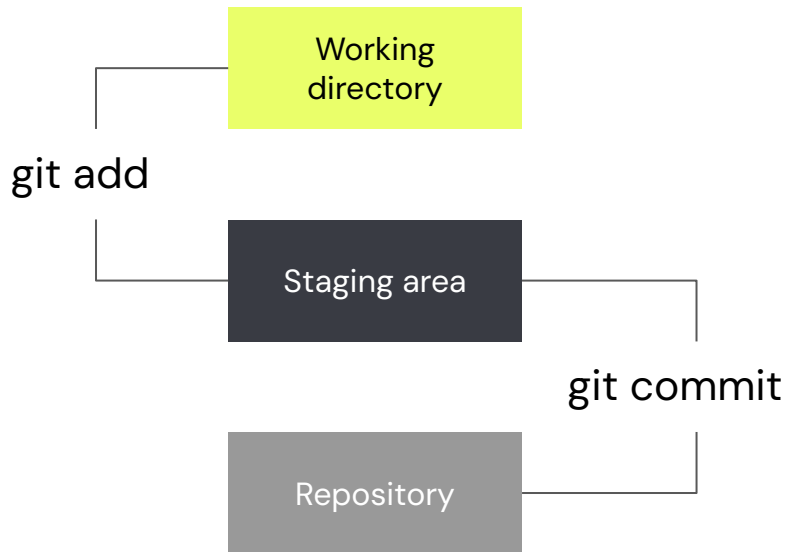 Working
directory
git add
Staging area
git commit
Repository